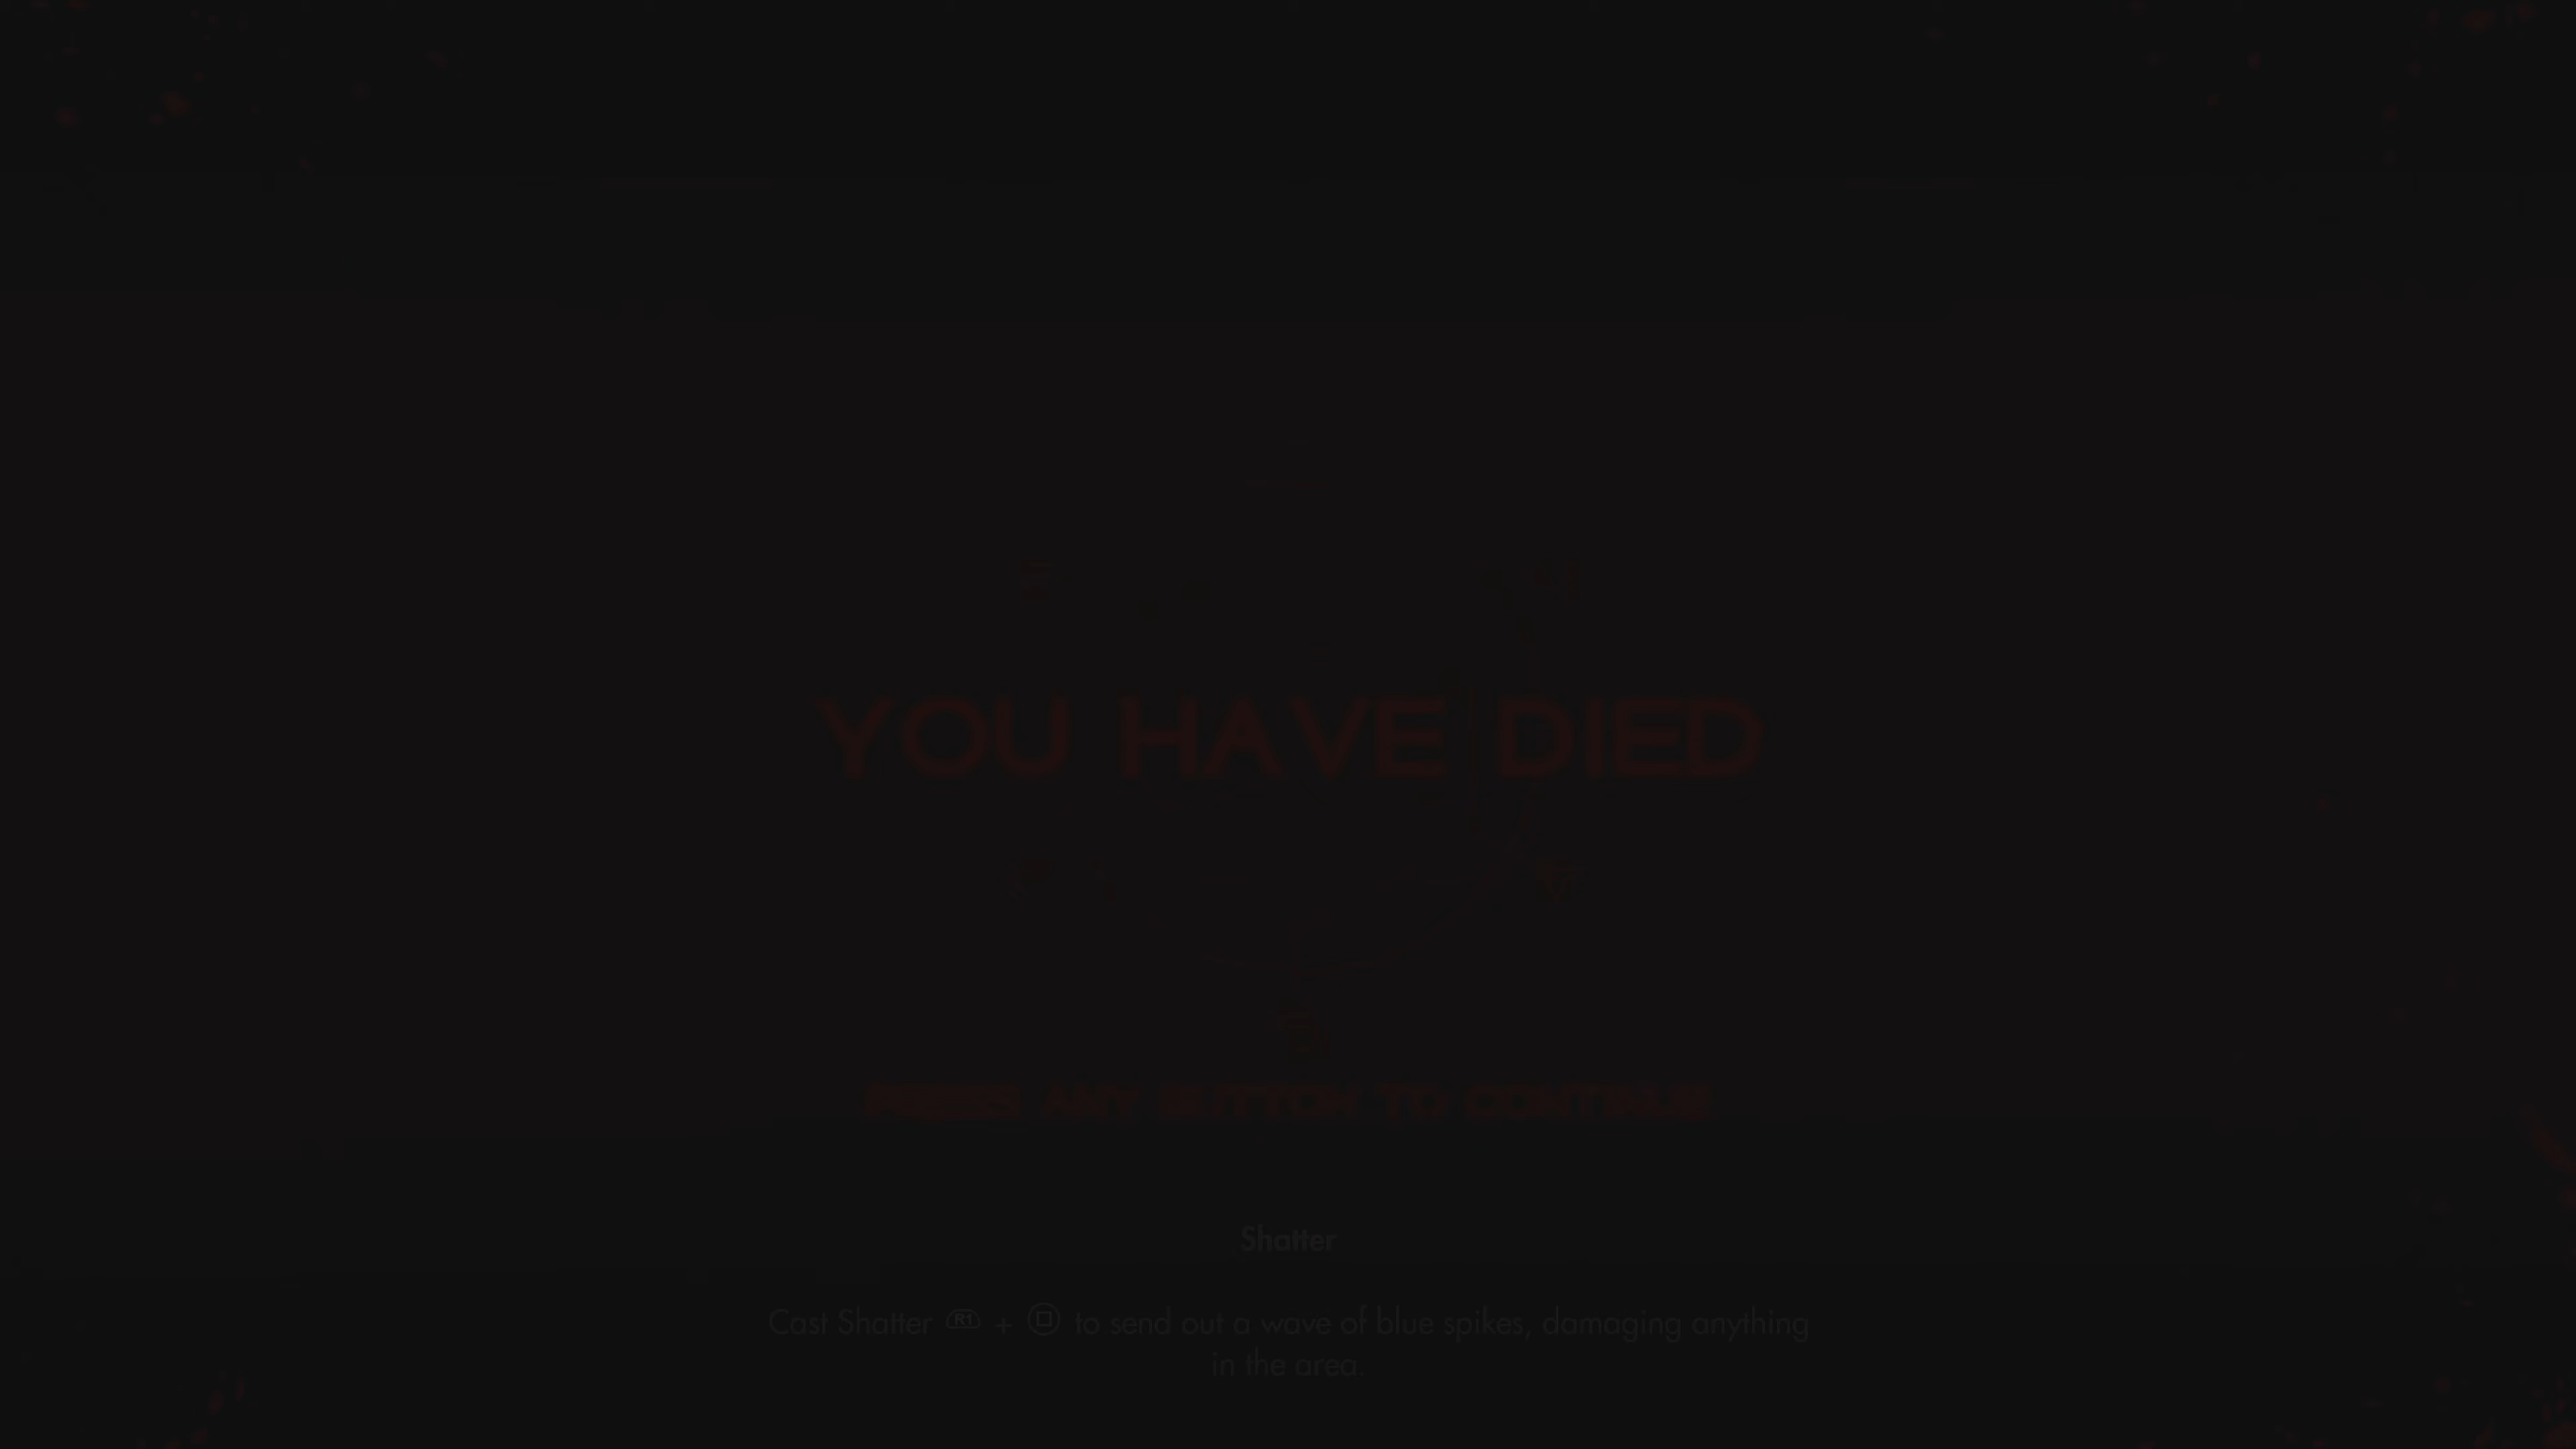 YOU HAVE DIED
PRESS ANY BUTTON TO CONTINUE
Shatter
Cast Shatter R1 + □ to send out a wave of blue spikes, damaging anything
in the area.